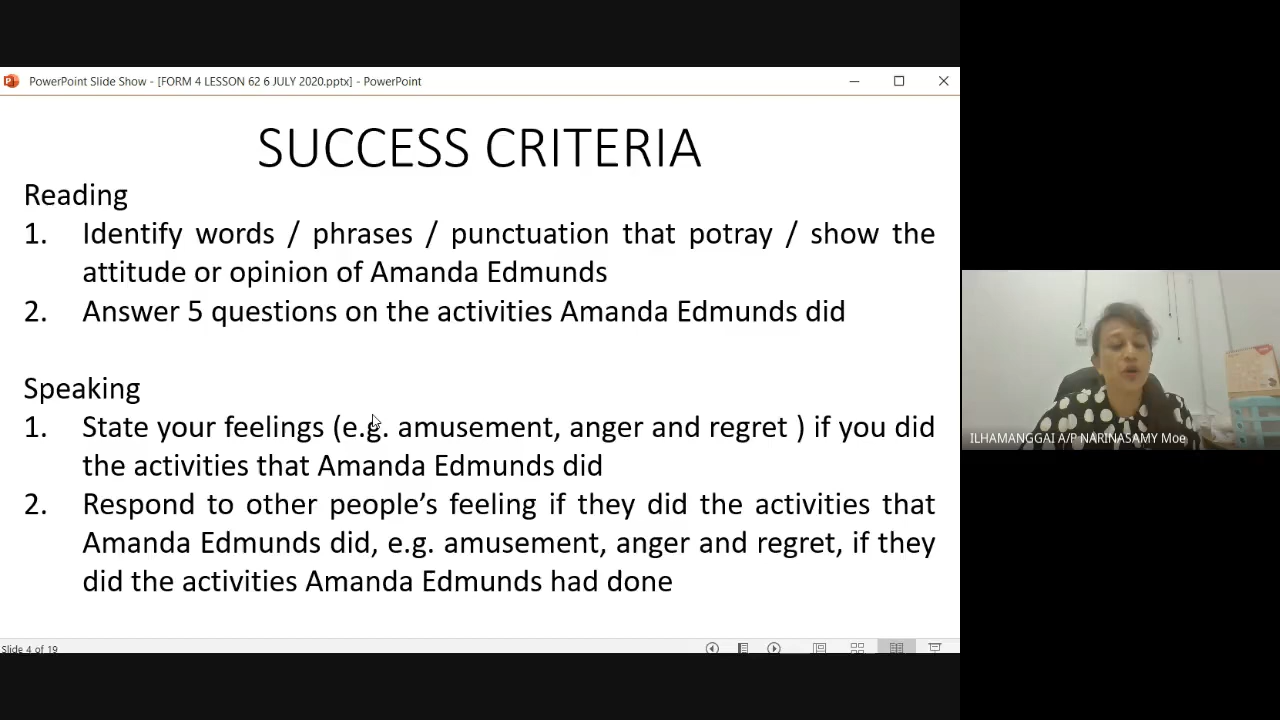 PowerPoint Slide Show - [FORM 4 LESSON 62 6 JULY 2020.pptx] - PowerPoint
SUCCESS CRITERIA
Reading
1. Identify words / phrases / punctuation that potray / show the
attitude or opinion of Amanda Edmunds
2. Answer 5 questions on the activities Amanda Edmunds did
Speaking
1. State your feelings (e.g. amusement, anger and regret ) if you did
the activities that Amanda Edmunds did
2. Respond to other people’s feeling if they did the activities that
Amanda Edmunds did, e.g. amusement, anger and regret, if they
did the activities Amanda Edmunds had done
Slide 4 of 19
ILHAMANGGAI A/P NARINASAMY Moe